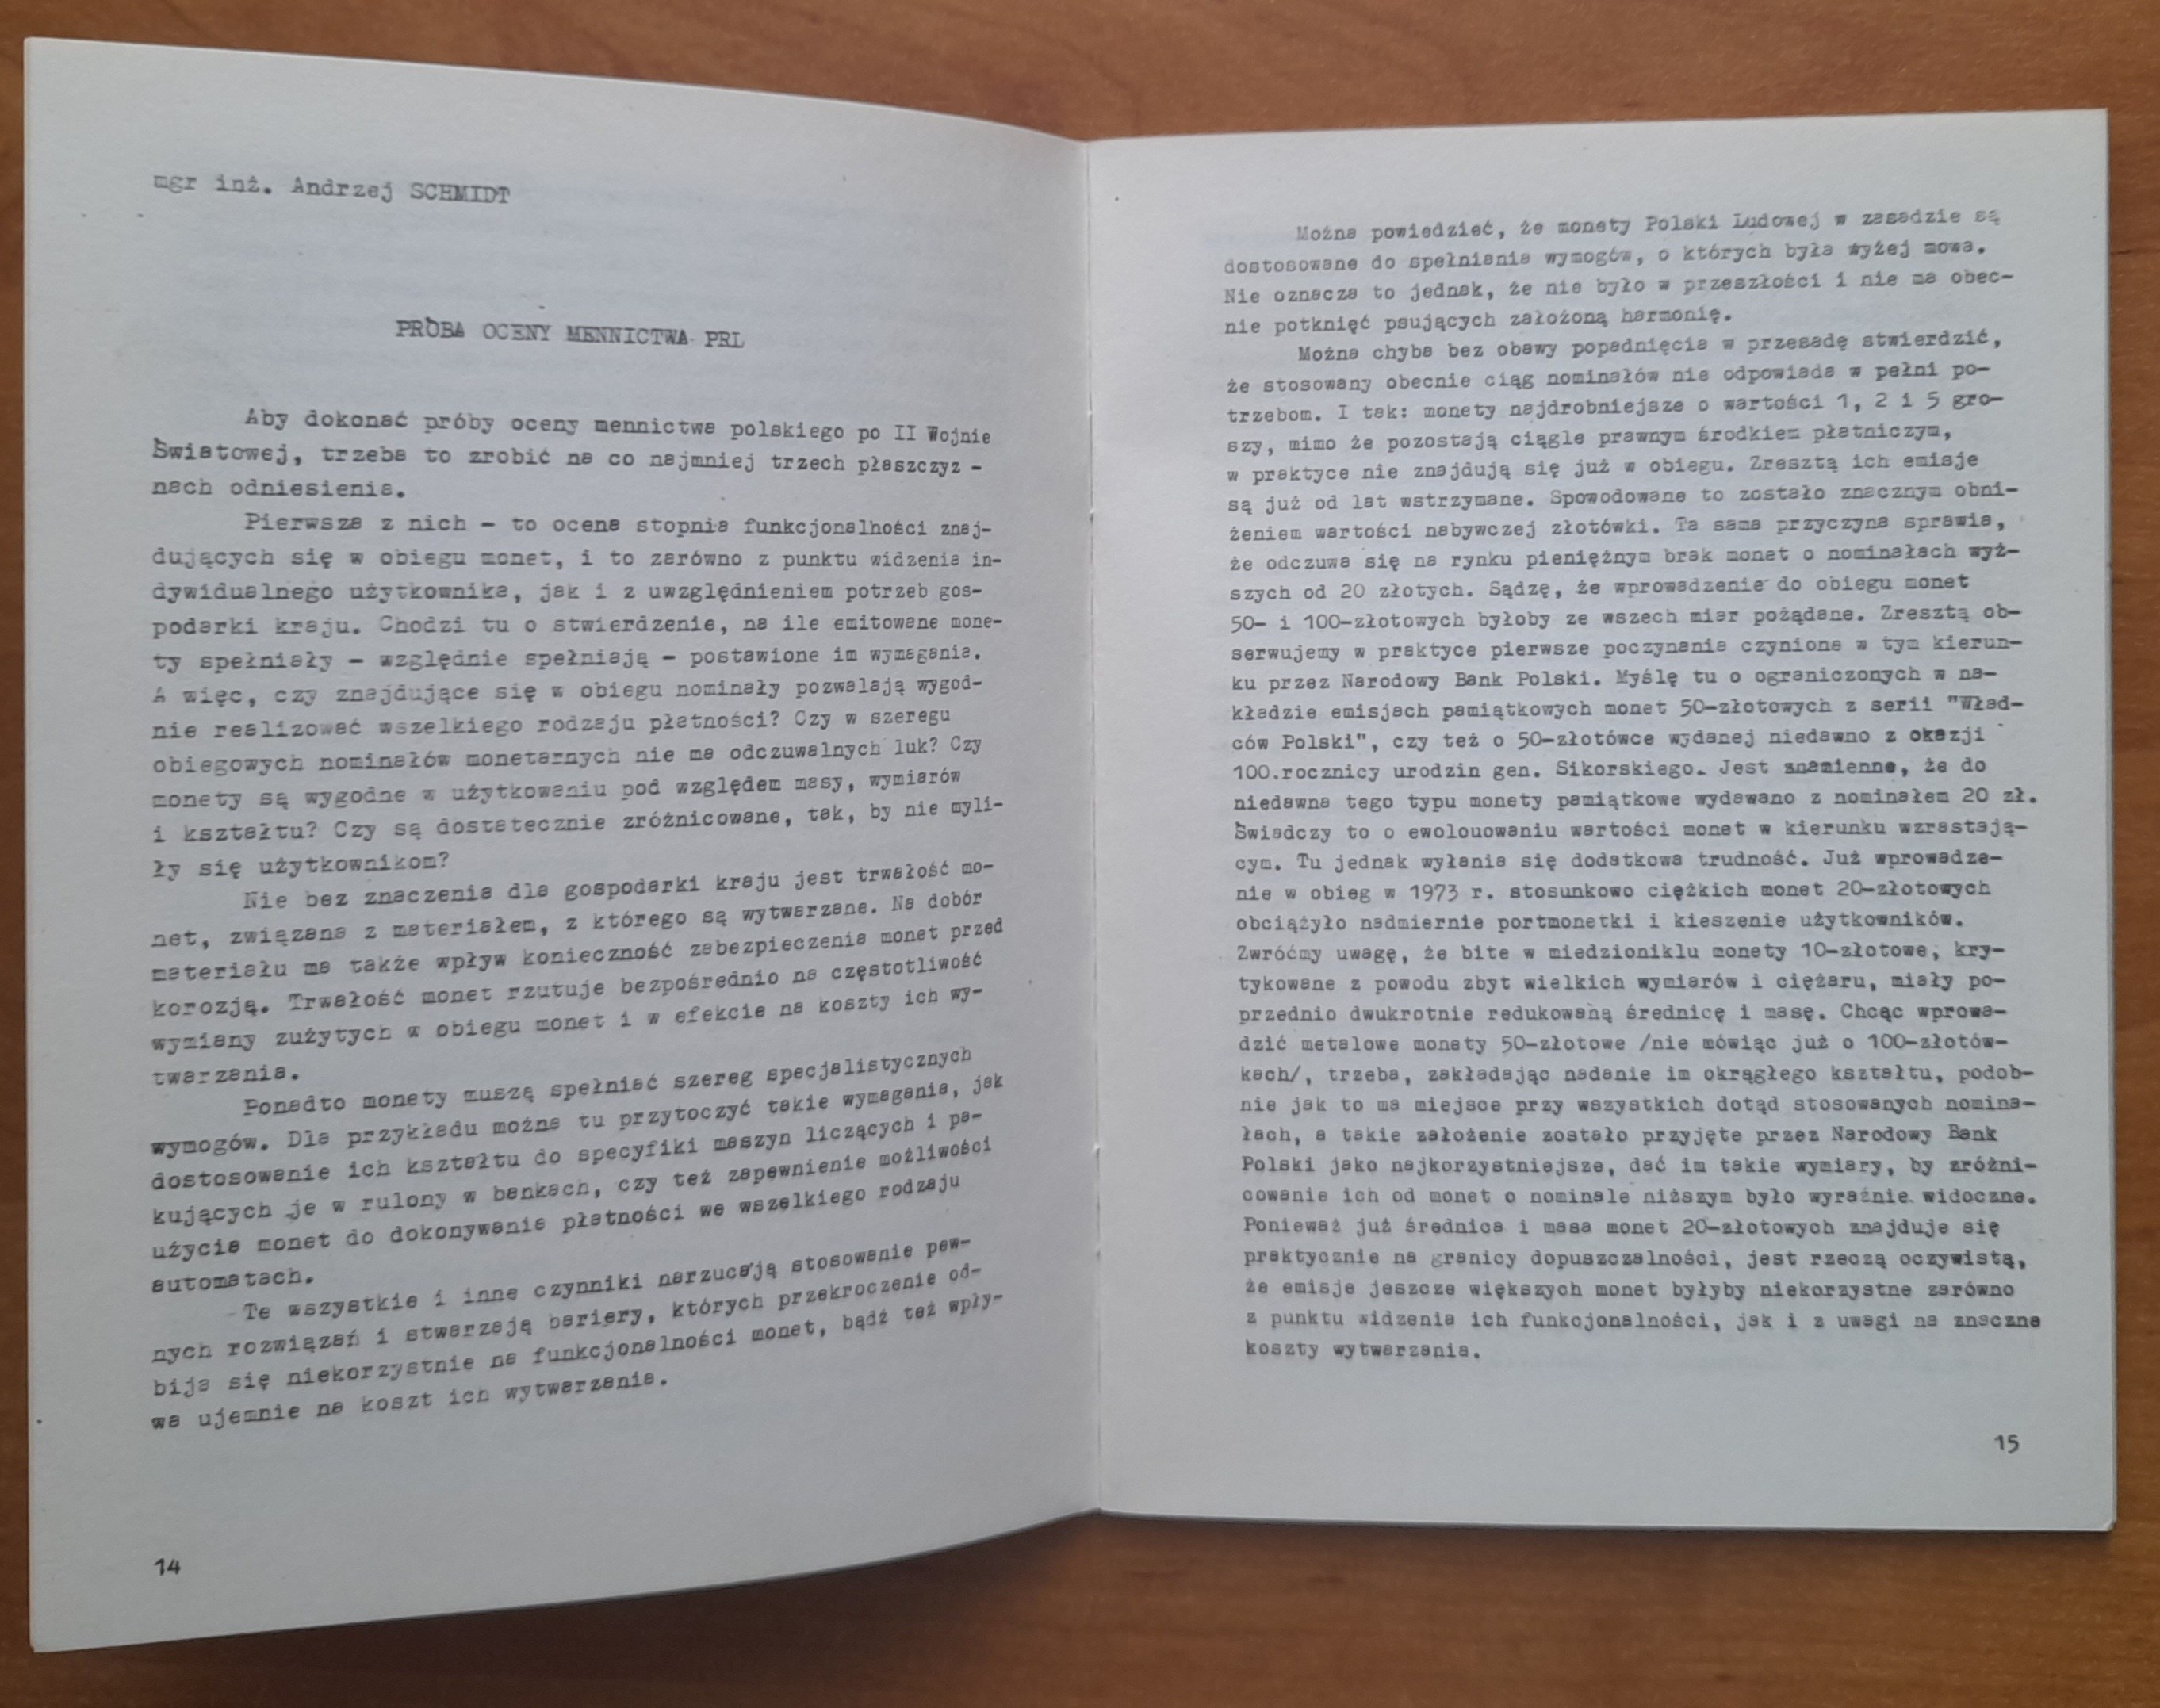 mgr inż. Andrzej SCHMIDT
PRÓBA OCENY MENNICTWA PRL
Aby dokonać próby oceny mennictwa polskiego po II Wojnie
Światowej, trzeba to zrobić na co najmniej trzech płaszczyz -
nach odniesienia.
Pierwsza z nich - to ocena stopnia funkcjonalności znaj-
dujących się w obiegu monet, i to zarówno z punktu widzenia in-
dywidualnego użytkownika, jak i z uwzględnieniem potrzeb gos-
podarki kraju. Chodzi tu o stwierdzenie, na ile emitowane mone-
ty spełniały - względnie spełniają - postawione im wymagania.
A więc, czy znajdujące się w obiegu nominały pozwalają wygod-
nie realizować wszelkiego rodzaju płatności? Czy w szeregu
obiegowych nominałów monetarnych nie ma odczuwalnych luk? Czy
monety są wygodne w użytkowaniu pod względem masy, wymiarów
i kształtu? Czy są dostatecznie zróżnicowane, tak, by nie myli-
ły się użytkownikom?
Nie bez znaczenia dla gospodarki kraju jest trwałość mo-
net, związana z materiałem, z którego są wytwarzane. Na dobór
materiału ma także wpływ konieczność zabezpieczenia monet przed
korozją. Trwałość monet rzutuje bezpośrednio na częstotliwość
wymiany zużytych w obiegu monet i w efekcie na koszty ich wy-
twarzania.
Ponadto monety muszą spełniać szereg specjalistycznych
wymogów. Dla przykładu można tu przytoczyć takie wymagania, jak
dostosowanie ich kształtu do specyfiki maszyn liczących i pa-
kujących je w rulony w bankach, czy też zapewnienie możliwości
użycia monet do dokonywania płatności we wszelkiego rodzaju
automatach.
Te wszystkie i inne czynniki narzucają stosowanie pew-
nych rozwiązań i stwarzają bariery, których przekroczenie od-
bija się niekorzystnie na funkcjonalności monet, bądź też wpły-
wa ujemnie na koszt ich wytwarzania.
14
Można powiedzieć, że monety Polski Ludowej w zasadzie są
dostosowane do spełniania wymogów, o których była wyżej mowa.
Nie oznacza to jednak, że nie było w przeszłości i nie ma obec-
nie potknięć psujących założoną harmonię.
Można chyba bez obawy popadnięcia w przesadę stwierdzić,
że stosowany obecnie ciąg nominałów nie odpowiada w pełni po-
trzebom. I tak: monety najdrobniejsze o wartości 1, 2 i 5 gro-
szy, mimo że pozostają ciągle prawnym środkiem płatniczym,
w praktyce nie znajdują się już w obiegu. Zresztą ich emisje
są już od lat wstrzymane. Spowodowane to zostało znacznym obni-
żeniem wartości nabywczej złotówki. Ta sama przyczyna sprawia,
że odczuwa się na rynku pieniężnym brak monet o nominałach wyż-
szych od 20 złotych. Sądzę, że wprowadzenie do obiegu monet
50- i 100-złotowych byłoby ze wszech miar pożądane. Zresztą ob-
serwujemy w praktyce pierwsze poczynania czynione w tym kierun-
ku przez Narodowy Bank Polski. Myślę tu o ograniczonych w na-
kładzie emisjach pamiątkowych monet 50-złotowych z serii "Wład-
ców Polski", czy też o 50-złotówce wydanej niedawno z okazji
100.rocznicy urodzin gen. Sikorskiego. Jest znamienne, że do
niedawna tego typu monety pamiątkowe wydawano z nominałem 20 zł.
Świadczy to o ewolouowaniu wartości monet w kierunku wzrastają-
cym. Tu jednak wyłania się dodatkowa trudność. Już wprowadze-
nie w obieg w 1973 r. stosunkowo ciężkich monet 20-złotowych
obciążyło nadmiernie portmonetki i kieszenie użytkowników.
Zwróćmy uwagę, że bite w miedzioniklu monety 10-złotowe, kry-
tykowane z powodu zbyt wielkich wymiarów i ciężaru, miały po-
przednio dwukrotnie redukowaną średnicę i masę. Chcąc wprowa-
dzić metalowe monety 50-złotowe /nie mówiąc już o 100-złotów-
kach/, trzeba, zakładając nadanie im okrągłego kształtu, podob-
nie jak to ma miejsce przy wszystkich dotąd stosowanych nomina-
łach, a takie założenie zostało przyjęte przez Narodowy Bank
Polski jako najkorzystniejsze, dać im takie wymiary, by zróżni-
cowanie ich od monet o nominale niższym było wyraźnie widoczne.
Ponieważ już średnica i masa monet 20-złotowych znajduje się
praktycznie na granicy dopuszczalności, jest rzeczą oczywistą,
że emisje jeszcze większych monet byłyby niekorzystne zarówno
z punktu widzenia ich funkcjonalności, jak i z uwagi na znaczne
koszty wytwarzania.
15